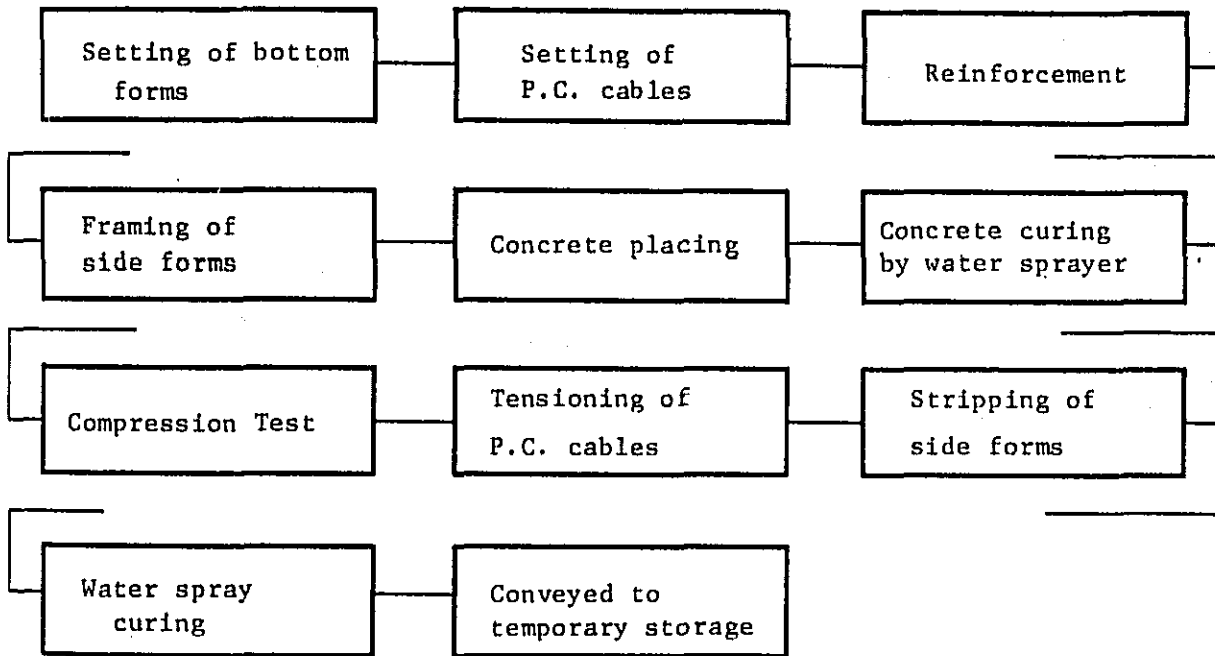 Setting of bottom
forms
Setting of
P.C. cables
Reinforcement
Framing of
side forms
Concrete placing
Concrete curing
by water sprayer
Compression Test
Tensioning of
P.C. cables
Stripping of
side forms
Water spray
curing
Conveyed to
temporary storage